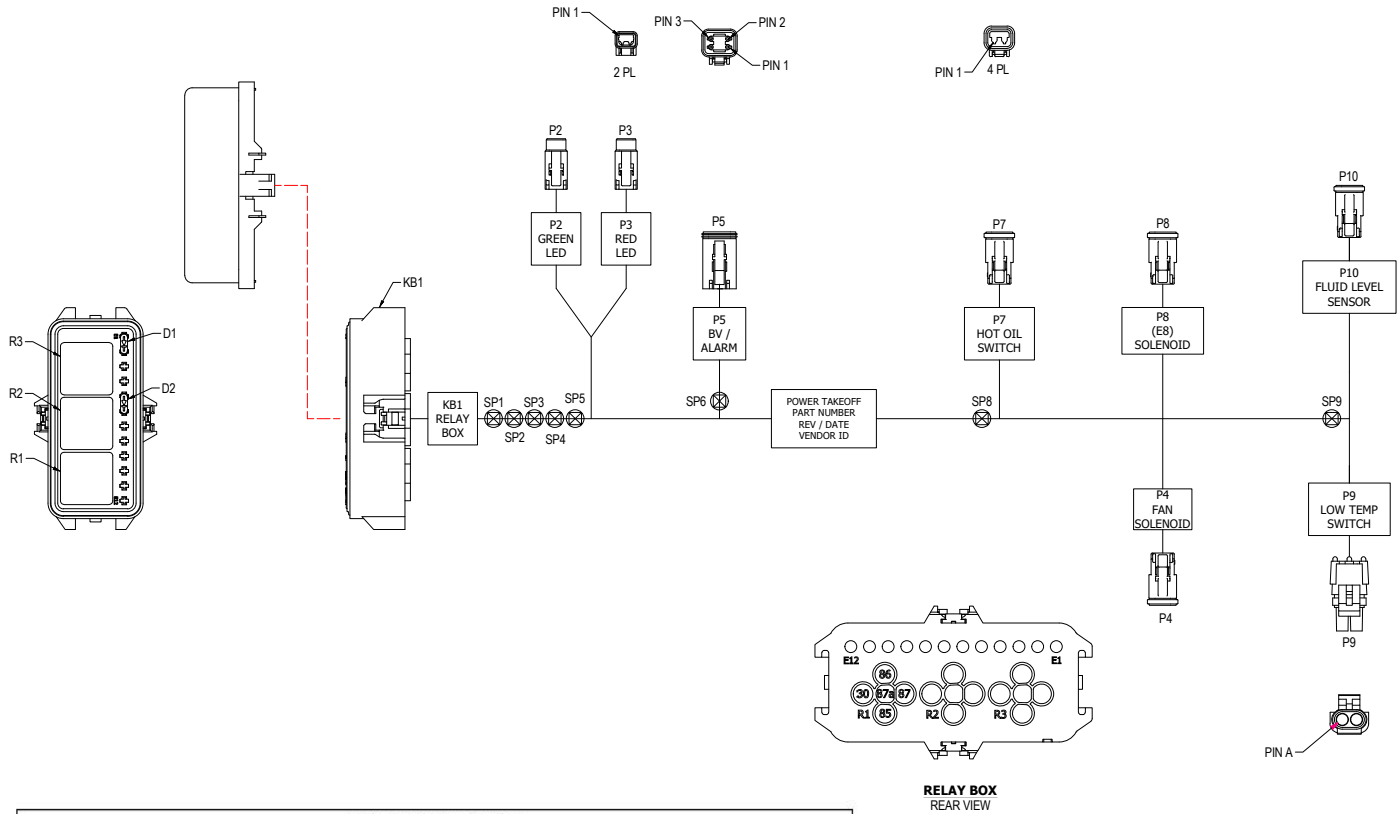 PIN 1
2 PL
PIN 3
PIN 2
PIN 1
PIN 1
4 PL
P2
P3
P5
P7
P8
P10
P2
GREEN
LED
P3
RED
LED
P5
BV /
ALARM
P7
HOT OIL
SWITCH
P8
(E8)
SOLENOID
P10
FLUID LEVEL
SENSOR
KB1
R3
R2
R1
D1
D2
KB1
RELAY
BOX
SP1
SP2
SP3
SP4
SP5
SP6
POWER TAKEOFF
PART NUMBER
REV / DATE
VENDOR ID
SP8
SP9
P4
FAN
SOLENOID
P4
P9
LOW TEMP
SWITCH
P9
PIN A
E12
E1
86
30
87a
87
85
R1
R2
R3
RELAY BOX
REAR VIEW